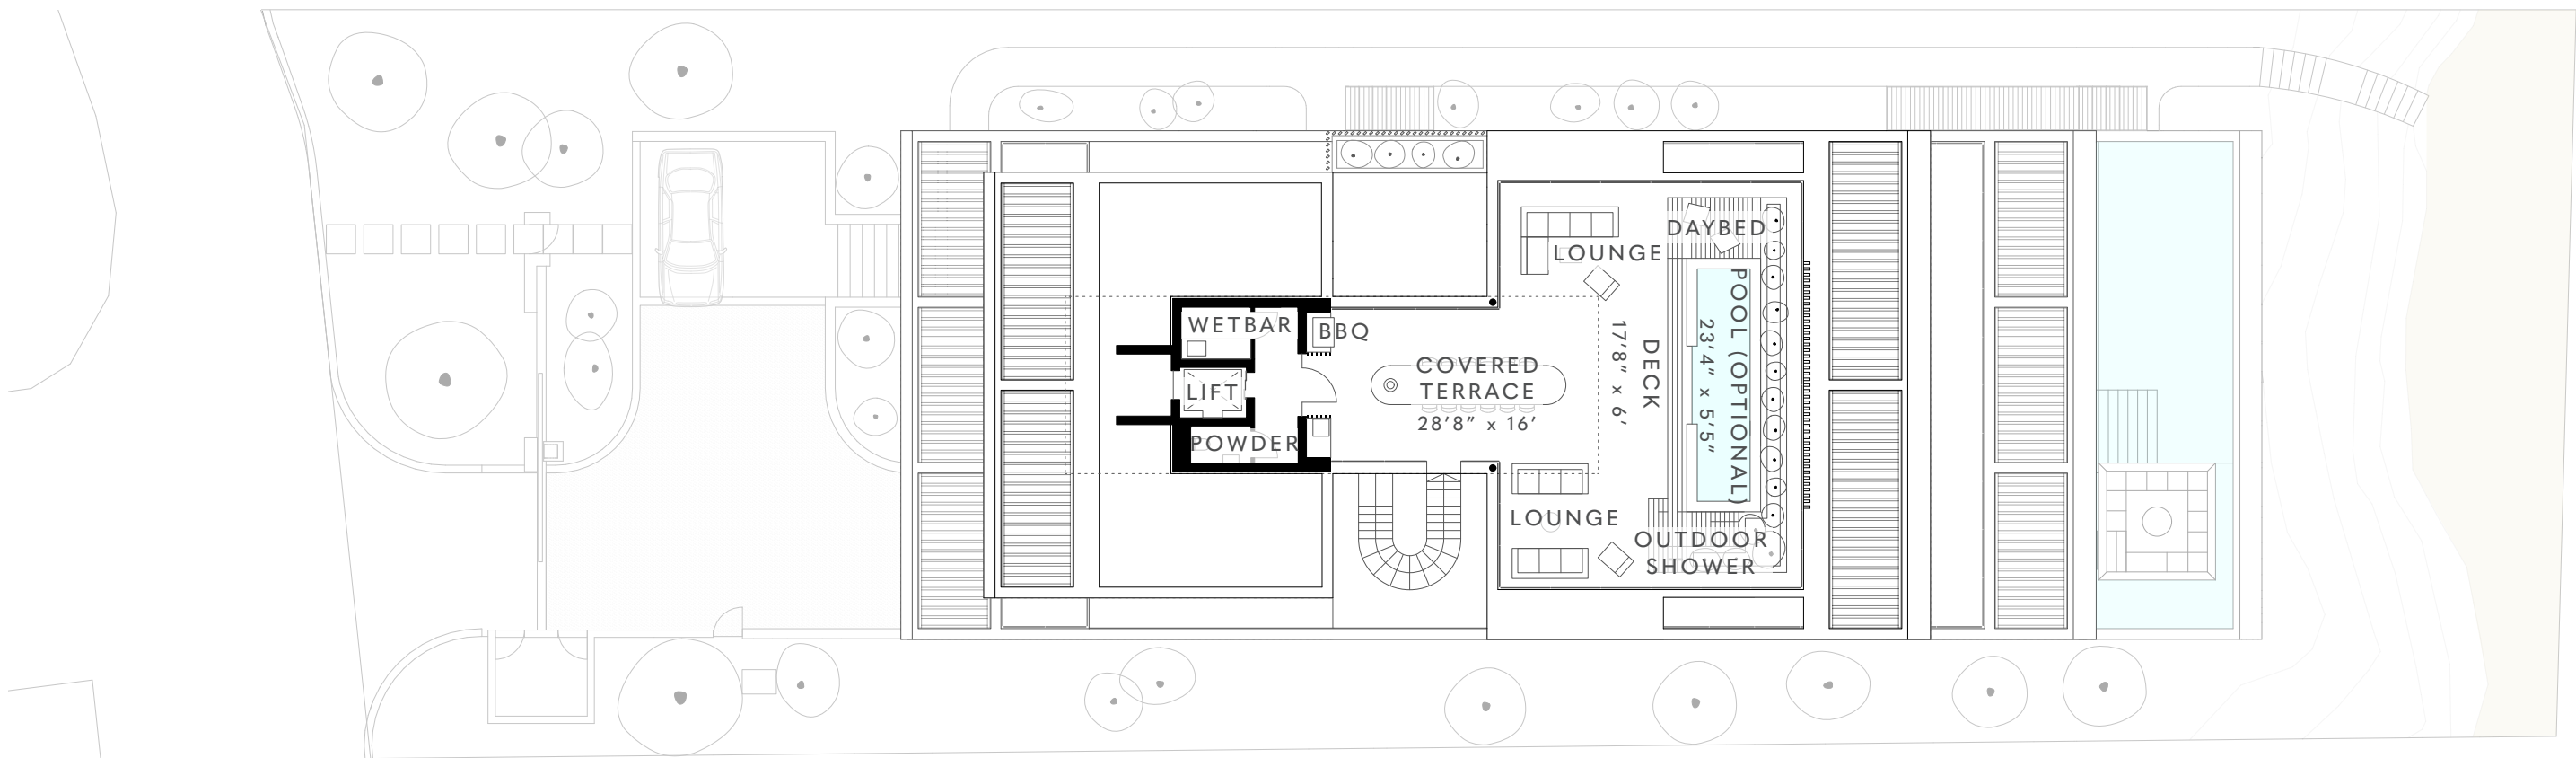 WETBAR
BBQ
LIFT
POWDER
COVERED
TERRACE
28'8" x 16'
LOUNGE
DAYBED
DECK
17'8" x 6'
POOL (OPTIONAL)
23'4" x 5'5"
LOUNGE
OUTDOOR
SHOWER